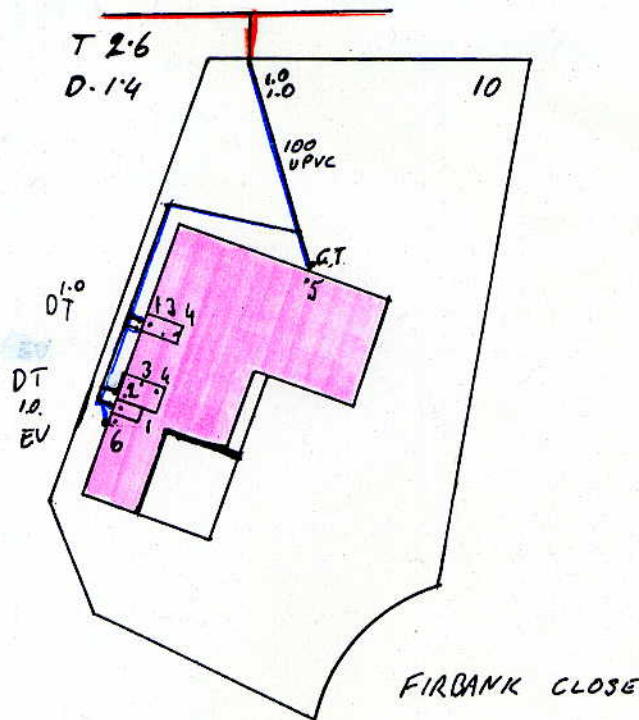 T 2.6
D. 1.4
1.0
1.0
10
100
uPVC
G.T.
5
1.0
DT
1 3 4
DT
1.0.
EV
2 3 4
6 1
FIRBANK CLOSE